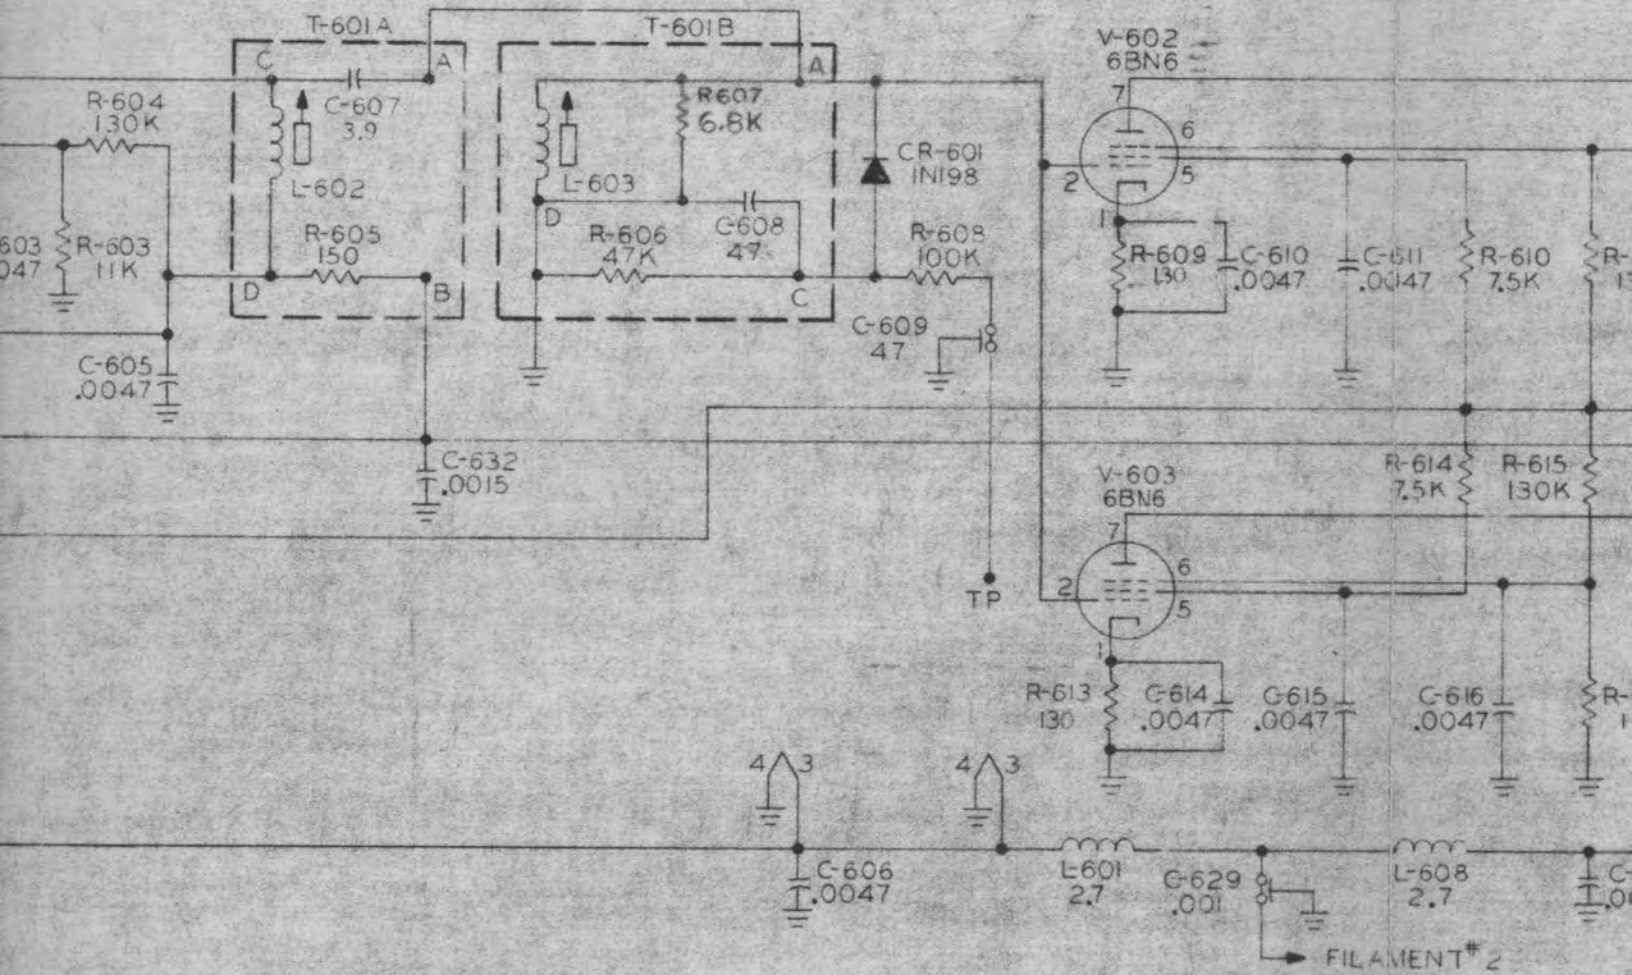 T-601A
T-601B
V-602
6BN6
C
A
A
7
R-604
130K
C-607
3.9
R607
6.8K
6
CR-601
1N198
2
5
L-602
L-603
D
1
603
047
R-603
11K
R-605
150
R-606
47K
C-608
47
R-608
100K
R-609
130
C-610
.0047
C-611
.0047
R-610
7.5K
R-
D
B
C
C-609
47
C-605
.0047
C-632
.0015
V-603
6BN6
R-614
7.5K
R-615
130K
7
6
2
5
TP
1
R-613
130
C-614
.0047
C-615
.0047
C-616
.0047
R-
4 3
4 3
C-606
.0047
L-601
2.7
C-629
.001
L-608
2.7
C-
FILAMENT #2